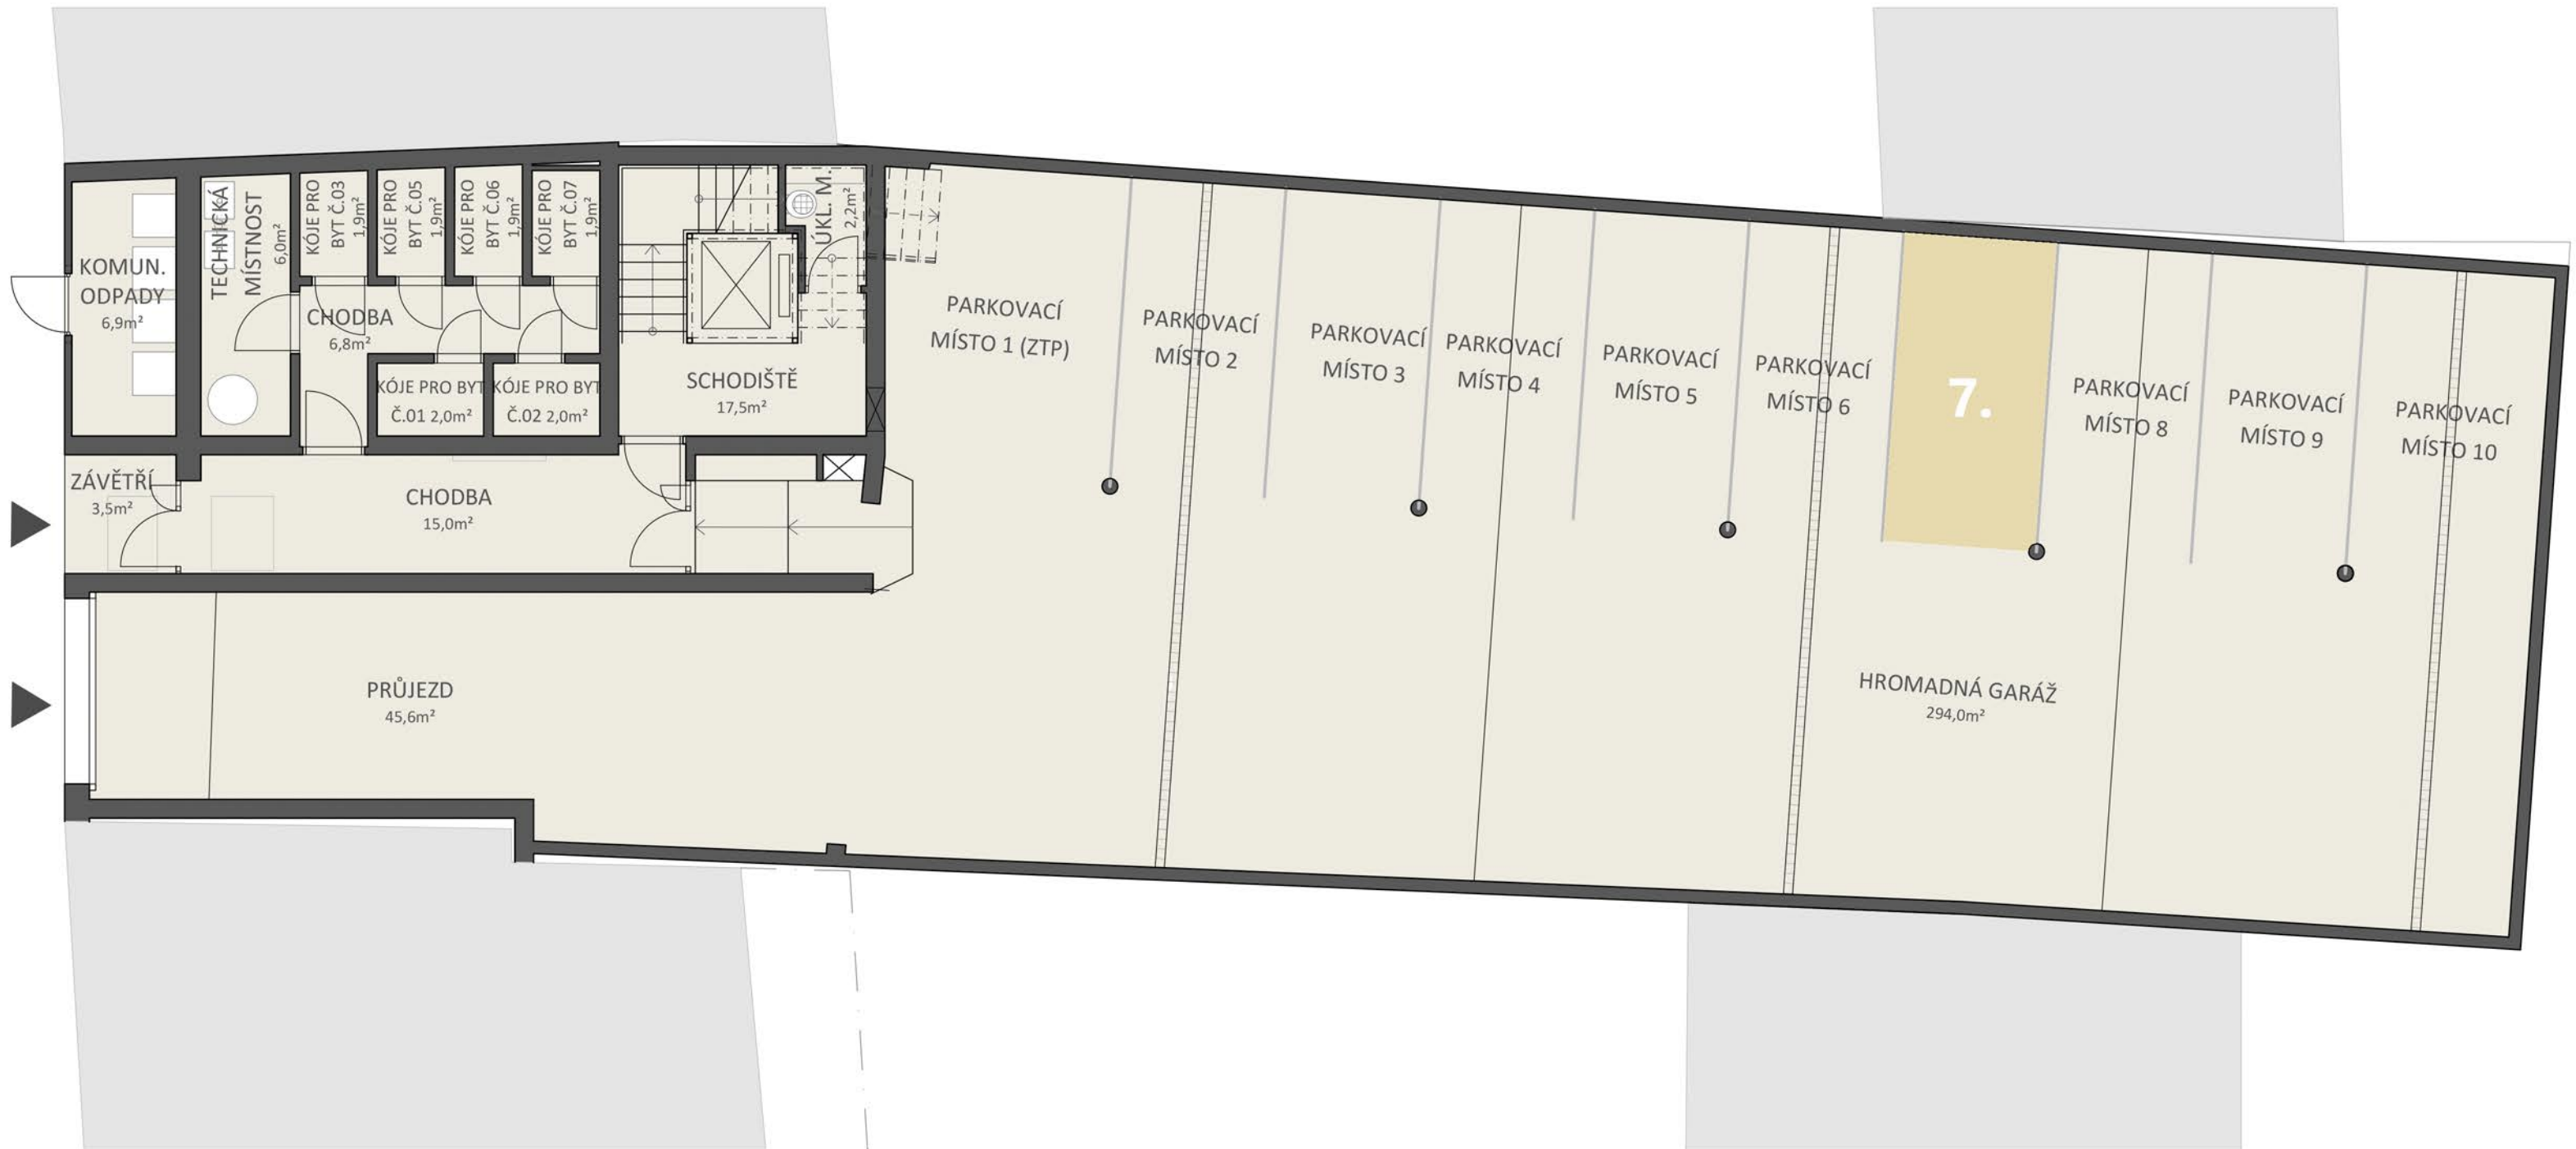 KOMUN.
ODPADY
6,9m²
TECHNICKÁ
MÍSTNOST
6,0m²
KÓJE PRO
BYT Č.03
1,9m²
KÓJE PRO
BYT Č.05
1,9m²
KÓJE PRO
BYT Č.06
1,9m²
KÓJE PRO
BYT Č.07
1,9m²
CHODBA
6,8m²
KÓJE PRO BYT
Č.01 2,0m²
KÓJE PRO BYT
Č.02 2,0m²
SCHODIŠTĚ
17,5m²
ÚKL. M.
2,2m²
ZÁVĚTŘÍ
3,5m²
CHODBA
15,0m²
PRŮJEZD
45,6m²
PARKOVACÍ
MÍSTO 1 (ZTP)
PARKOVACÍ
MÍSTO 2
PARKOVACÍ
MÍSTO 3
PARKOVACÍ
MÍSTO 4
PARKOVACÍ
MÍSTO 5
PARKOVACÍ
MÍSTO 6
7.
PARKOVACÍ
MÍSTO 8
PARKOVACÍ
MÍSTO 9
PARKOVACÍ
MÍSTO 10
HROMADNÁ GARÁŽ
294,0m²